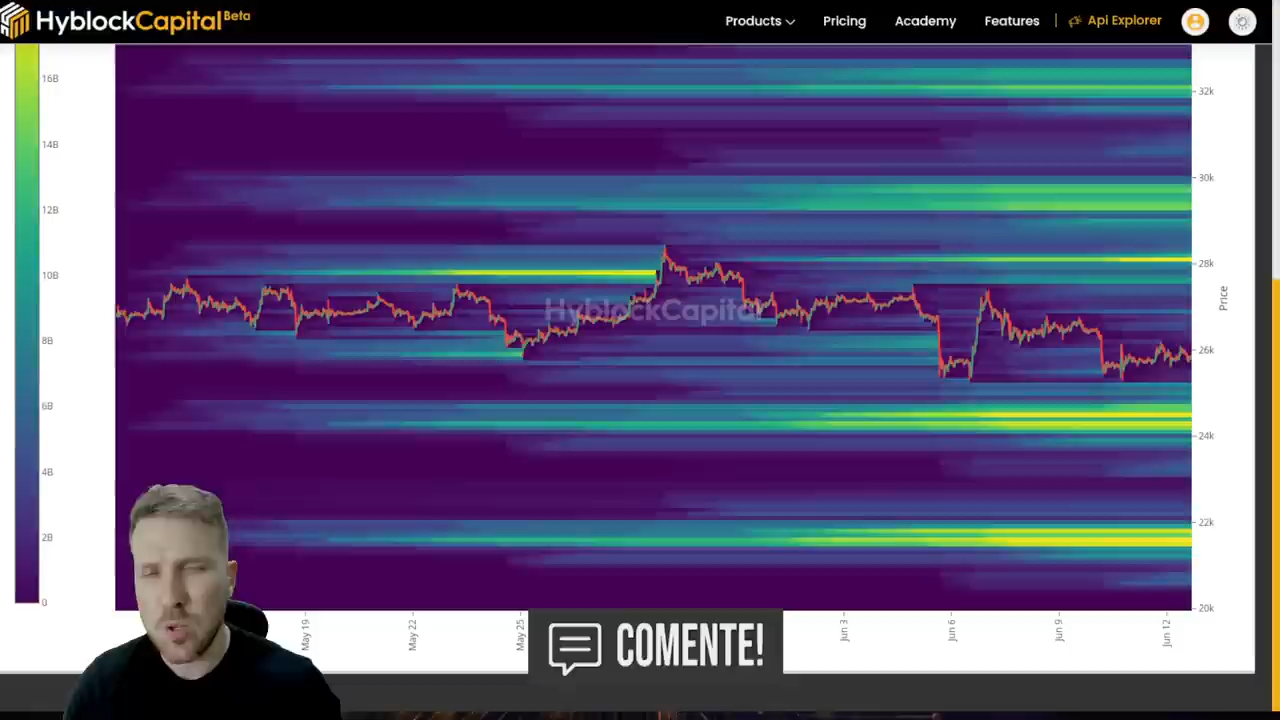 HyblockCapital Beta
Products Pricing Academy Features Api Explorer
16B
14B
12B
10B
8B
6B
4B
2B
0
32k
30k
28k
26k
24k
22k
20k
Price
HyblockCapital
May 19
May 22
May 25
Jun 3
Jun 6
Jun 9
Jun 12
COMENTE!